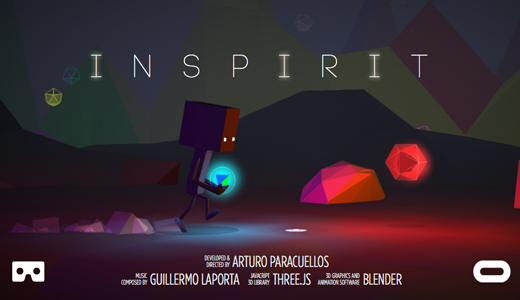 INSPIRIT
DEVELOPED & DIRECTED BY ARTURO PARACUELLOS
MUSIC COMPOSED BY GUILLERMO LAPORTA JAVACRIPT 3D LIBRARY THREE.JS 3D GRAPHICS AND ANIMATION SOFTWARE BLENDER